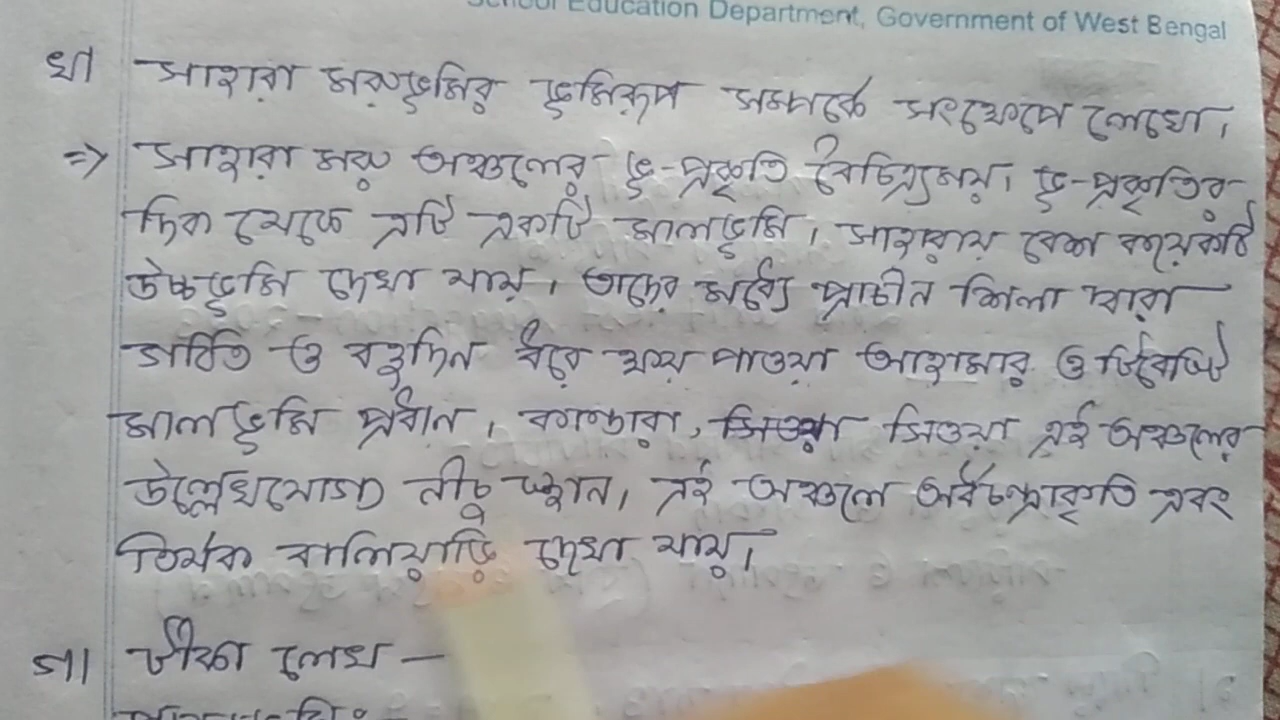 School Education Department, Government of West Bengal
খ। সাহারা মরুভূমির ভূমিরূপ সম্পর্কে সংক্ষেপে লেখো।
⇒ সাহারা মরু অঞ্চলের ভূ-প্রকৃতি বৈচিত্র্যময়। ভূ-প্রকৃতির
দিক থেকে এটি একটি মালভূমি। সাহারায় বেশ কয়েকটি
উচ্চভূমি দেখা যায়। তাদের মধ্যে প্রাচীন শিলা দ্বারা
গঠিত ও বহুদিন ধরে ক্ষয় পাওয়া আহামার ও টিবেস্টি
মালভূমি প্রধান। কাত্তারা, সিওয়া এই অঞ্চলের
উল্লেখযোগ্য নীচু স্থান। এই অঞ্চলে অর্ধচন্দ্রাকৃতি এবং
তির্যক বালিয়াড়ি দেখা যায়।
গ। টীকা লেখ —